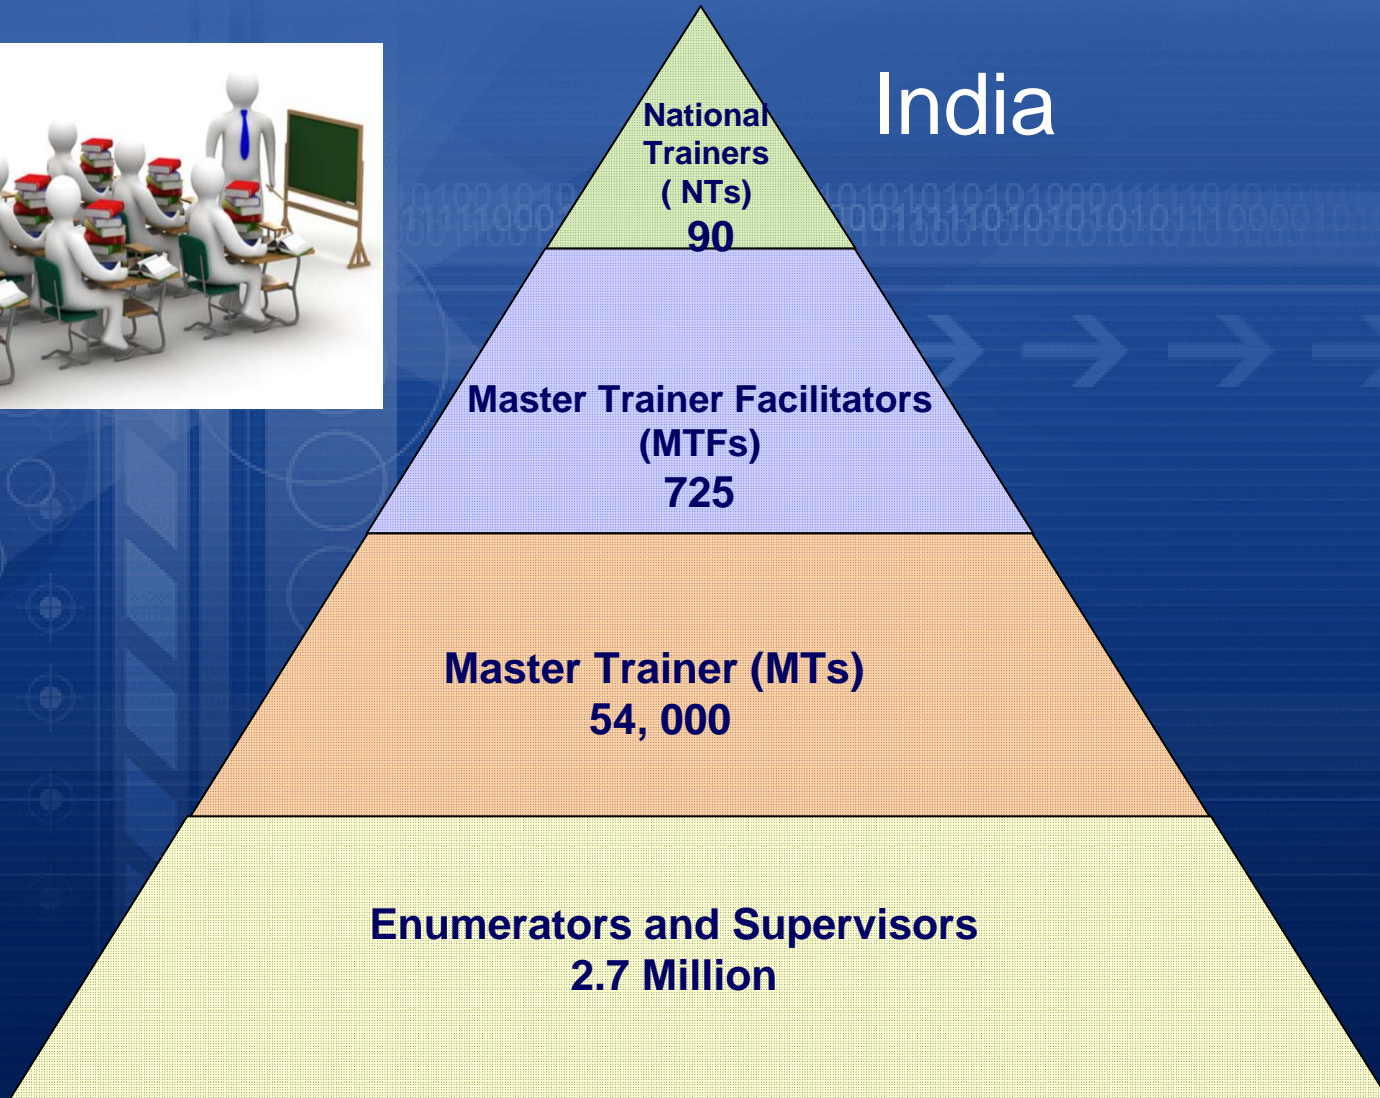 India
National
Trainers
( NTs)
90
Master Trainer Facilitators
(MTFs)
725
Master Trainer (MTs)
54, 000
Enumerators and Supervisors
2.7 Million